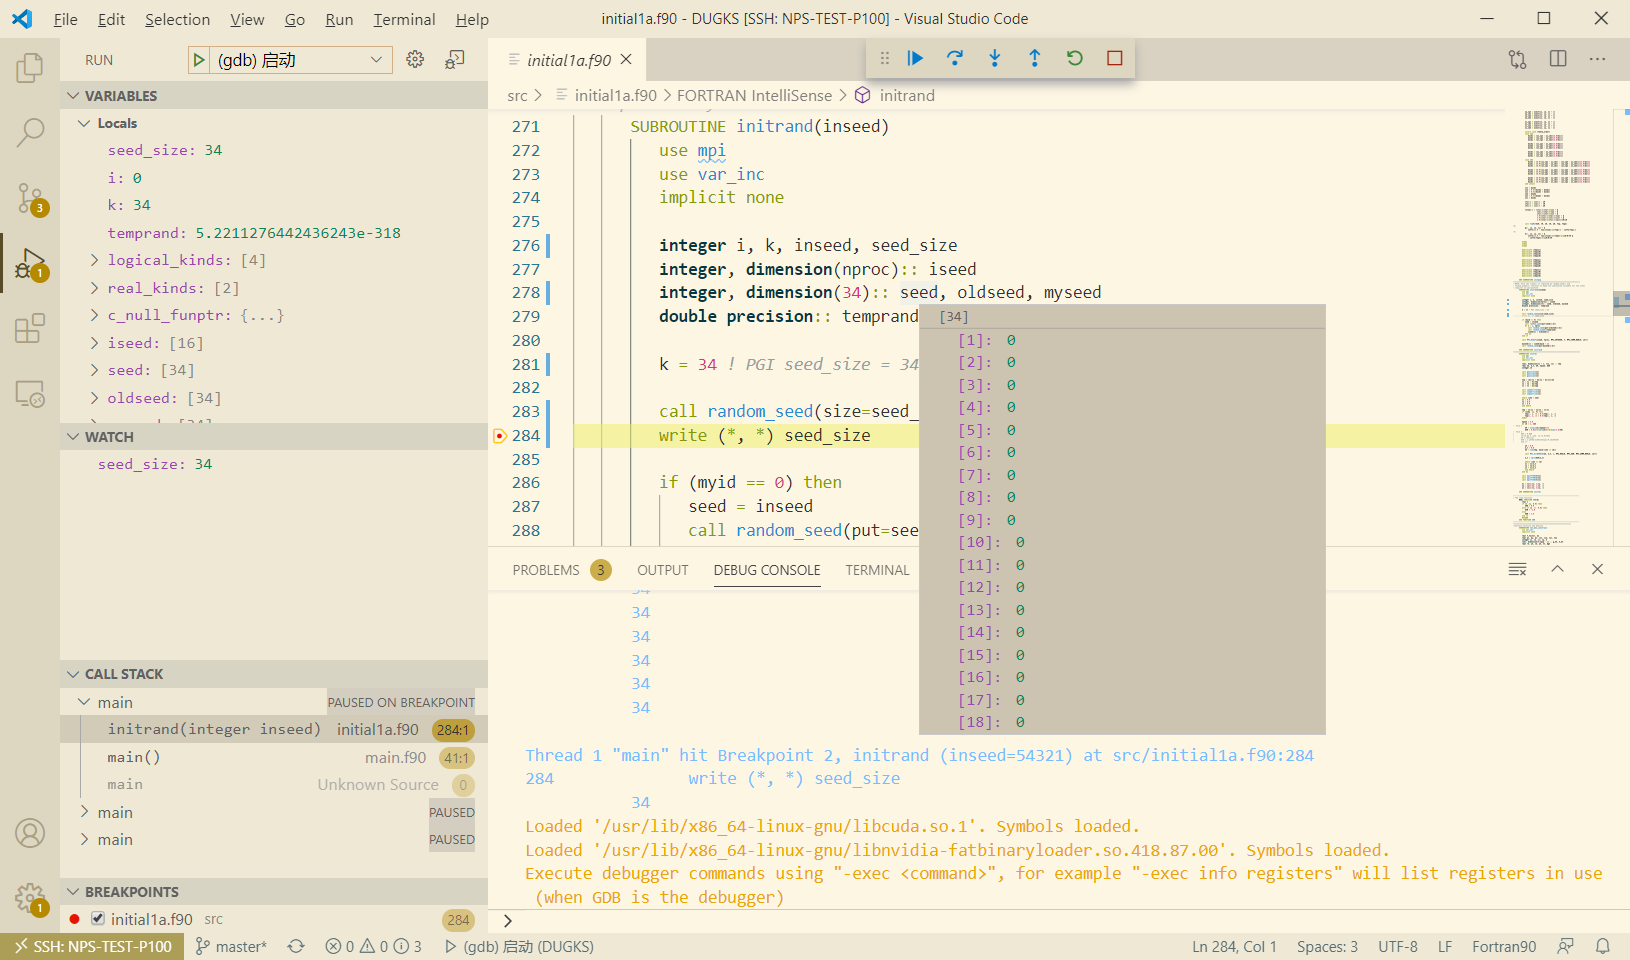 File Edit Selection View Go Run Terminal Help
initial1a.f90 - DUGKS [SSH: NPS-TEST-P100] - Visual Studio Code
RUN
(gdb) 启动
initial1a.f90
src > initial1a.f90 > FORTRAN IntelliSense > initrand
VARIABLES
Locals
seed_size: 34
i: 0
k: 34
temprand: 5.2211276442436243e-318
logical_kinds: [4]
real_kinds: [2]
c_null_funptr: {...}
iseed: [16]
seed: [34]
oldseed: [34]
WATCH
seed_size: 34
CALL STACK
main PAUSED ON BREAKPOINT
initrand(integer inseed) initial1a.f90 284:1
main() main.f90 41:1
main Unknown Source 0
main PAUSED
main PAUSED
BREAKPOINTS
initial1a.f90 src 284
3
1
1
271 SUBROUTINE initrand(inseed)
272 use mpi
273 use var_inc
274 implicit none
275
276 integer i, k, inseed, seed_size
277 integer, dimension(nproc):: iseed
278 integer, dimension(34):: seed, oldseed, myseed
279 double precision:: temprand
280
281 k = 34 ! PGI seed_size = 34
282
283 call random_seed(size=seed_
284 write (*, *) seed_size
285
286 if (myid == 0) then
287 seed = inseed
288 call random_seed(put=see
[34]
[1]: 0
[2]: 0
[3]: 0
[4]: 0
[5]: 0
[6]: 0
[7]: 0
[8]: 0
[9]: 0
[10]: 0
[11]: 0
[12]: 0
[13]: 0
[14]: 0
[15]: 0
[16]: 0
[17]: 0
[18]: 0
PROBLEMS 3 OUTPUT DEBUG CONSOLE TERMINAL
34
34
34
34
34
34
Thread 1 "main" hit Breakpoint 2, initrand (inseed=54321) at src/initial1a.f90:284
284 write (*, *) seed_size
34
Loaded '/usr/lib/x86_64-linux-gnu/libcuda.so.1'. Symbols loaded.
Loaded '/usr/lib/x86_64-linux-gnu/libnvidia-fatbinaryloader.so.418.87.00'. Symbols loaded.
Execute debugger commands using "-exec <command>", for example "-exec info registers" will list registers in use
(when GDB is the debugger)
>
SSH: NPS-TEST-P100 master* 0 0 3 (gdb) 启动 (DUGKS) Ln 284, Col 1 Spaces: 3 UTF-8 LF Fortran90